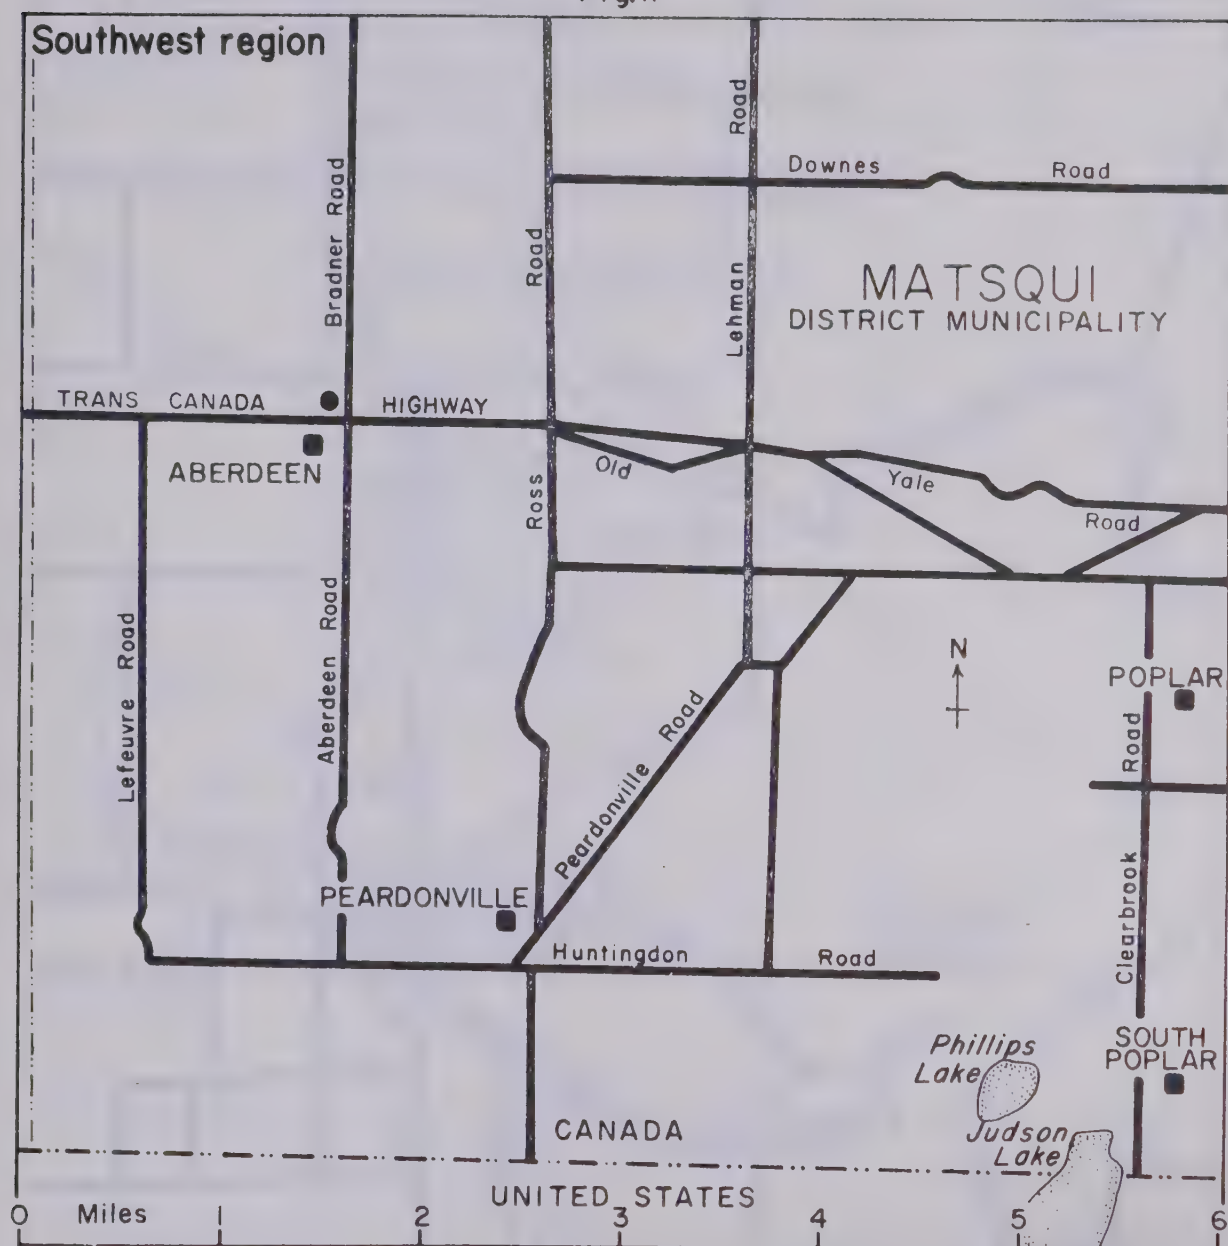 Southwest region
Bradner Road
Road
Ross
Road
Lehman
Downes Road
MATSQUI
DISTRICT MUNICIPALITY
TRANS CANADA HIGHWAY
ABERDEEN
Old Yale Road
Lefeuvre Road
Aberdeen Road
N
POPLAR
Peardonville Road
Clearbrook Road
PEARDONVILLE
Huntingdon Road
Phillips
Lake
SOUTH
POPLAR
Judson
Lake
CANADA
UNITED STATES
0 Miles 1 2 3 4 5 6